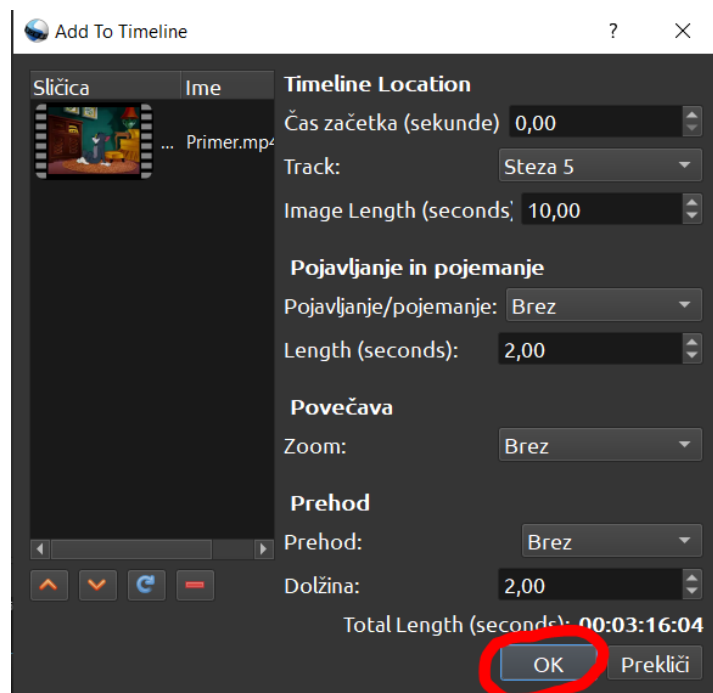 Add To Timeline
Sličica Ime
... Primer.mp4
Timeline Location
Čas začetka (sekunde) 0,00
Track: Steza 5
Image Length (seconds) 10,00
Pojavljanje in pojemanje
Pojavljanje/pojemanje: Brez
Length (seconds): 2,00
Povečava
Zoom: Brez
Prehod
Prehod: Brez
Dolžina: 2,00
Total Length (seconds): 00:03:16:04
OK Prekliči